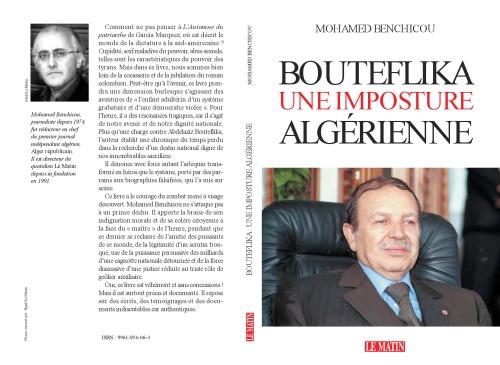 Mohamed Benchicou,
journaliste depuis 1974,
fut rédacteur en chef
du premier journal
indépendant algérien,
Alger républicain.
Il est directeur du
quotidien Le Matin
depuis sa fondation
en 1991.
Comment ne pas penser à L'Automne du
patriarche de Garcia Marquez, où est décrit le
monde de la dictature à la sud-américaine ?
Cupidité, soif maladive du pouvoir, abus sexuels,
telles sont les caractéristiques du pouvoir des
tyrans. Mais dans ce livre, nous sommes bien
loin de la cocasserie et de la jubilation du roman
colombien. Peut-être qu'à l'avenir, ce livre pren-
dra une dimension burlesque s'agissant des
aventures de « l'enfant adultérin d'un système
grabataire et d'une démocratie violée ». Pour
l'heure, il a des résonances tragiques, car il s'agit
de notre avenir et de notre dignité nationale.
Plus qu'une charge contre Abdelaziz Bouteflika,
l'auteur établit une chronique du temps perdu
dans la recherche d'un destin national digne de
nos innombrables sacrifices.
Il dénonce avec force autant l'arlequin trans-
formé en héros que le système, porté par des par-
rains aux biographies falsifiées, qui l'a mis sur
scène.
Ce livre a le courage du combat mené à visage
découvert. Mohamed Benchicou ne s'attaque pas
à un prince déchu. Il apporte la braise de son
indignation morale et de sa colère citoyenne à
la face du « maître » de l'heure, pendant que
ce dernier se réclame de l'amitié des puissants
de ce monde, de la légitimité d'un scrutin tron-
qué, use de la puissance persuasive des milliards
d'une cagnotte nationale détournée et de la force
dissuasive d'une justice réduite au triste rôle de
geôlier auxiliaire.
Oui, ce livre est véhément et sans concessions !
Mais il est surtout précis et documenté. Il repose
sur des écrits, des témoignages et des docu-
ments indiscutables car authentiques.
ISBN : 9961-854-06-3
MOHAMED BENCHICOU
BOUTEFLIKA UNE IMPOSTURE ALGÉRIENNE
LE MATIN
MOHAMED BENCHICOU
BOUTEFLIKA
UNE IMPOSTURE
ALGÉRIENNE
LE MATIN